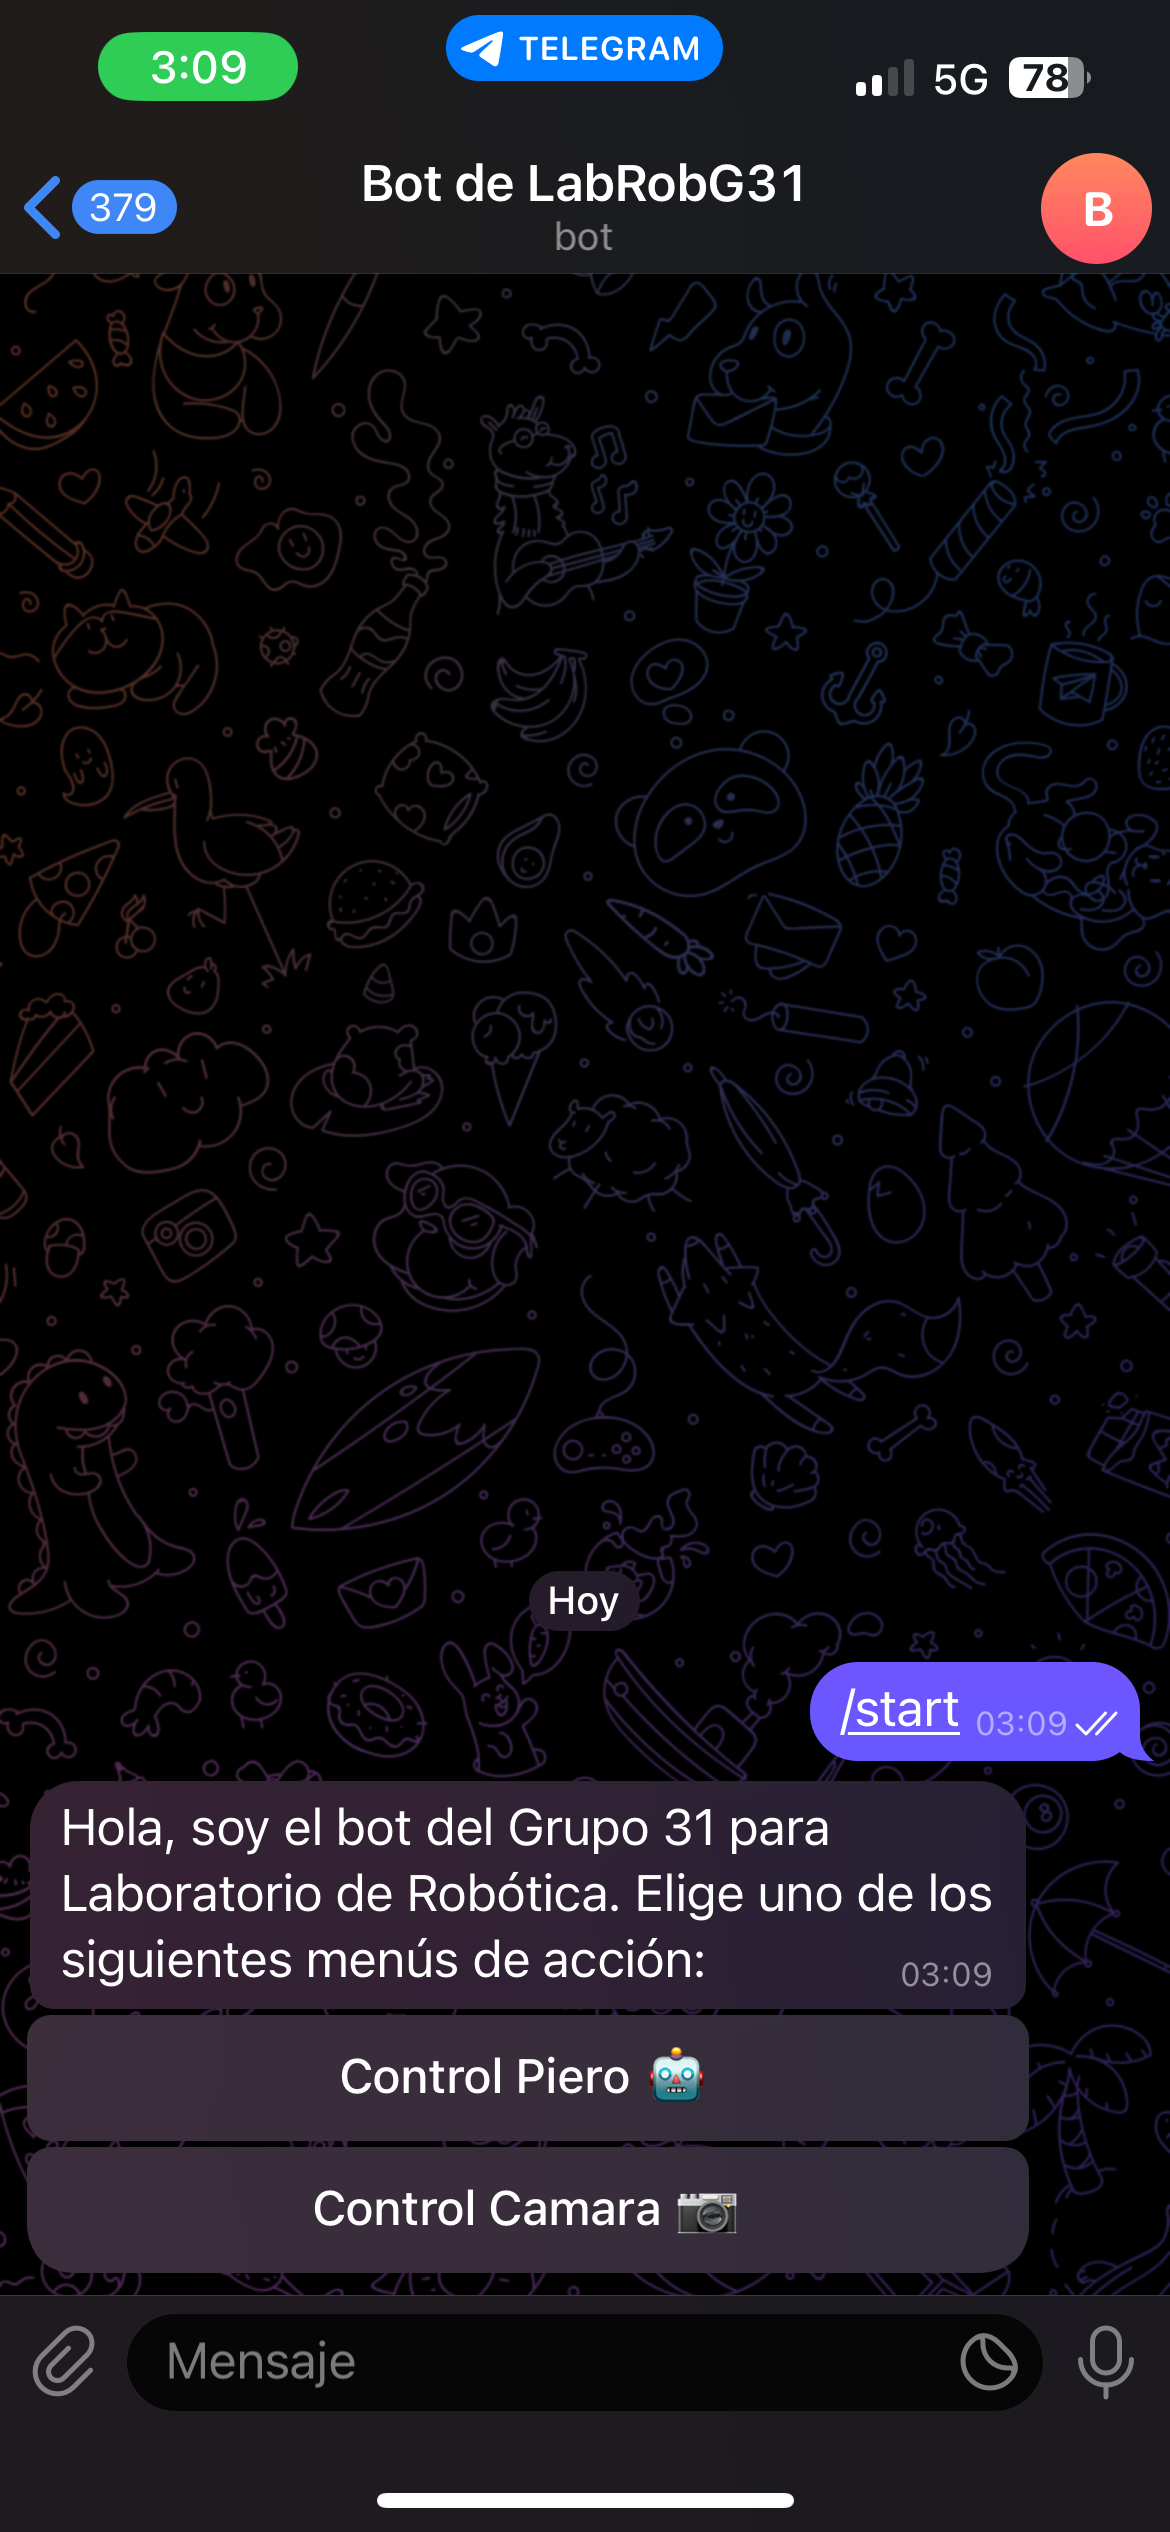 3:09
TELEGRAM
5G
78
379
Bot de LabRobG31
bot
B
Hoy
/start 03:09
Hola, soy el bot del Grupo 31 para
Laboratorio de Robótica. Elige uno de los
siguientes menús de acción:
03:09
Control Piero 🤖
Control Camara 📷
Mensaje